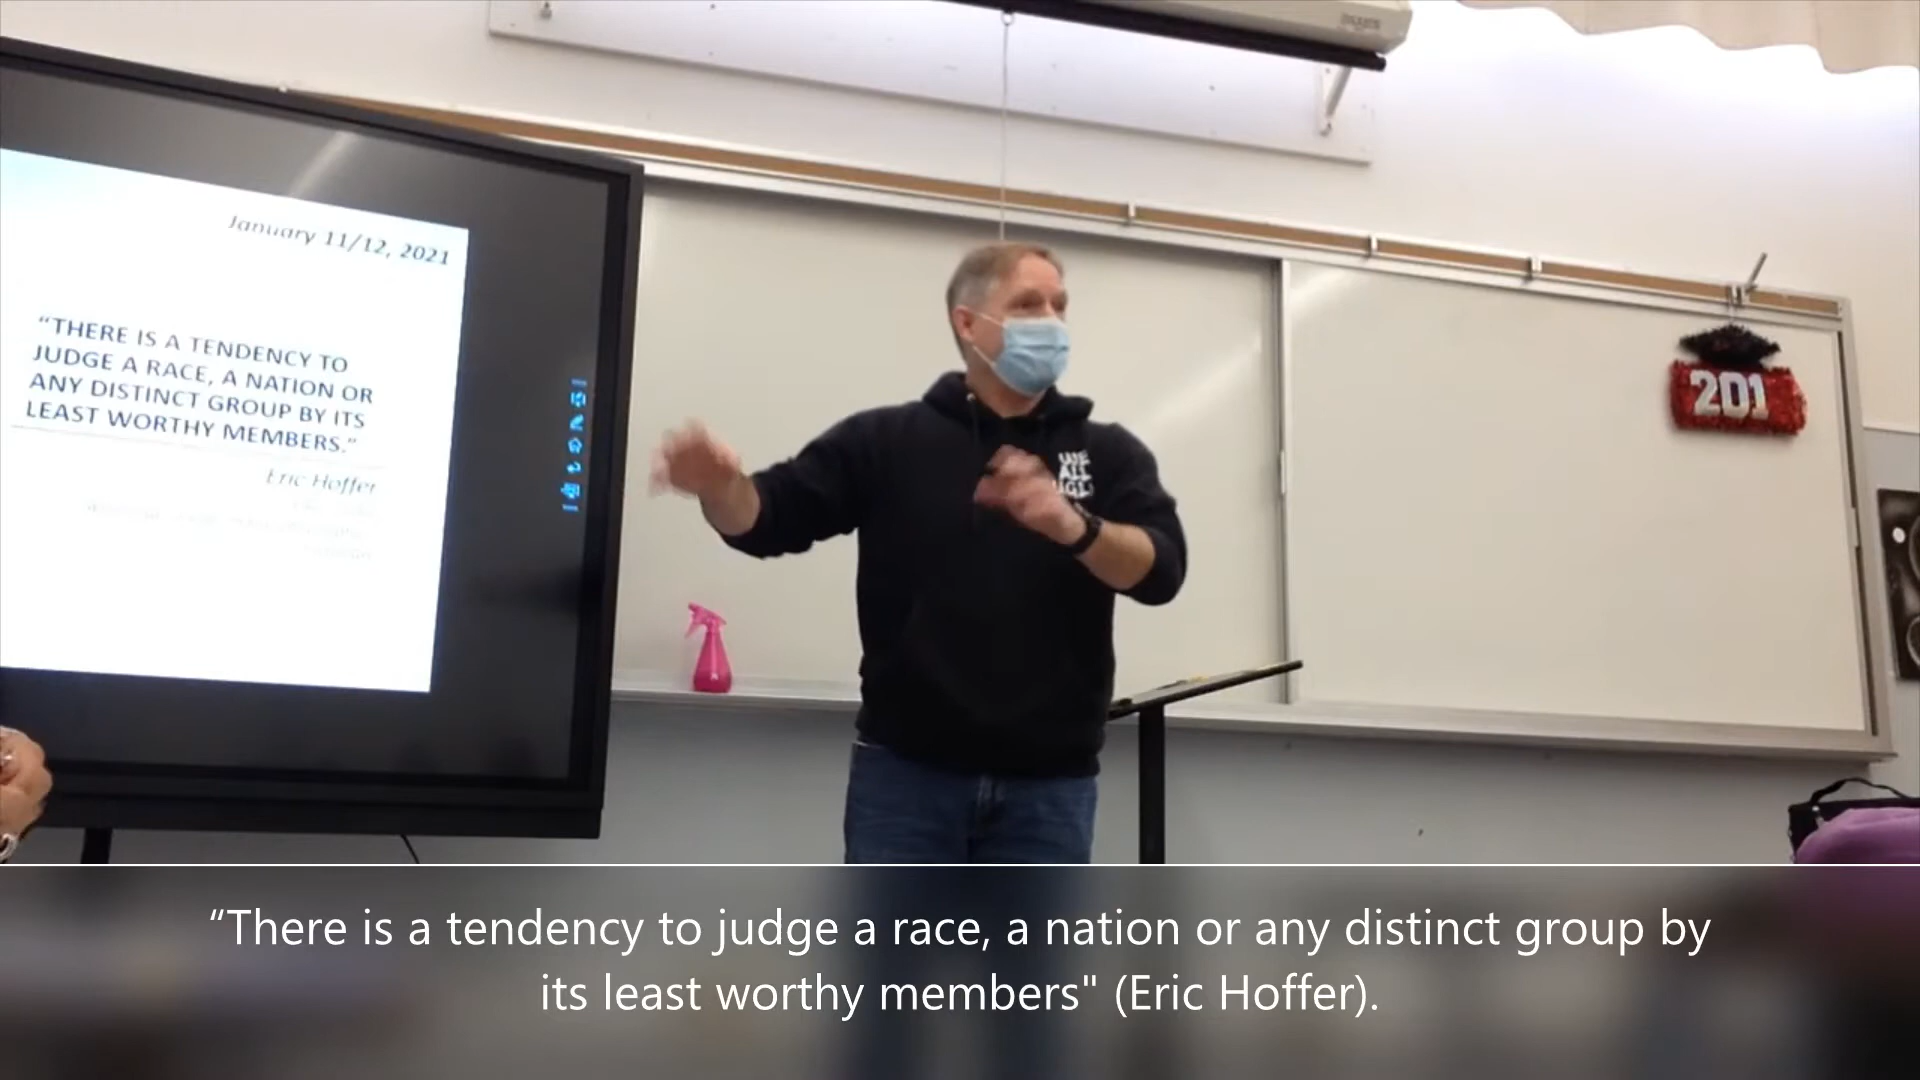 January 11/12, 2021
“THERE IS A TENDENCY TO
JUDGE A RACE, A NATION OR
ANY DISTINCT GROUP BY ITS
LEAST WORTHY MEMBERS.”
Eric Hoffer
WE
ALL
201
“There is a tendency to judge a race, a nation or any distinct group by
its least worthy members" (Eric Hoffer).